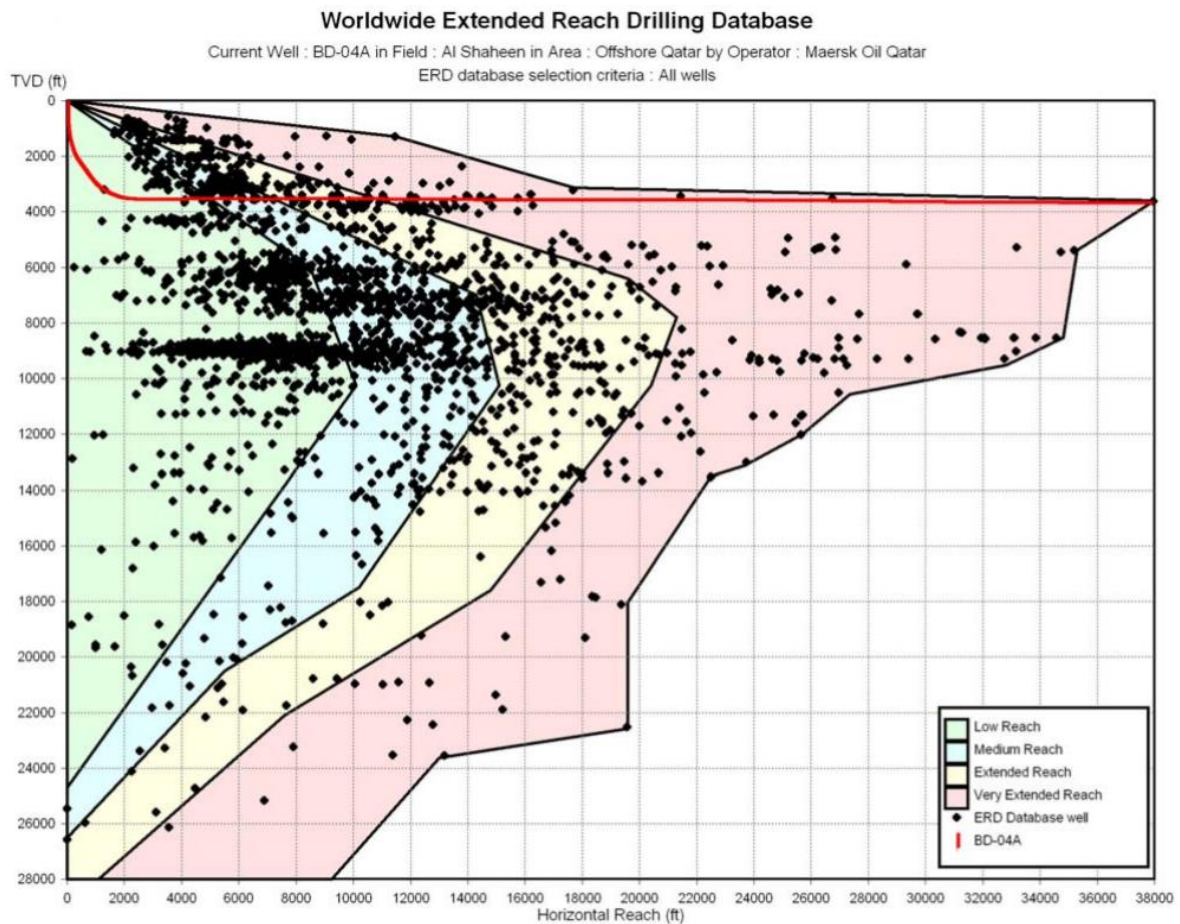 Worldwide Extended Reach Drilling Database
Current Well : BD-04A in Field : Al Shaheen in Area : Offshore Qatar by Operator : Maersk Oil Qatar
ERD database selection criteria : All wells
TVD (ft)
0
2000
4000
6000
8000
10000
12000
14000
16000
18000
20000
22000
24000
26000
28000
Low Reach
Medium Reach
Extended Reach
Very Extended Reach
ERD Database well
BD-04A
0 2000 4000 6000 8000 10000 12000 14000 16000 18000 20000 22000 24000 26000 28000 30000 32000 34000 36000 38000
Horizontal Reach (ft)